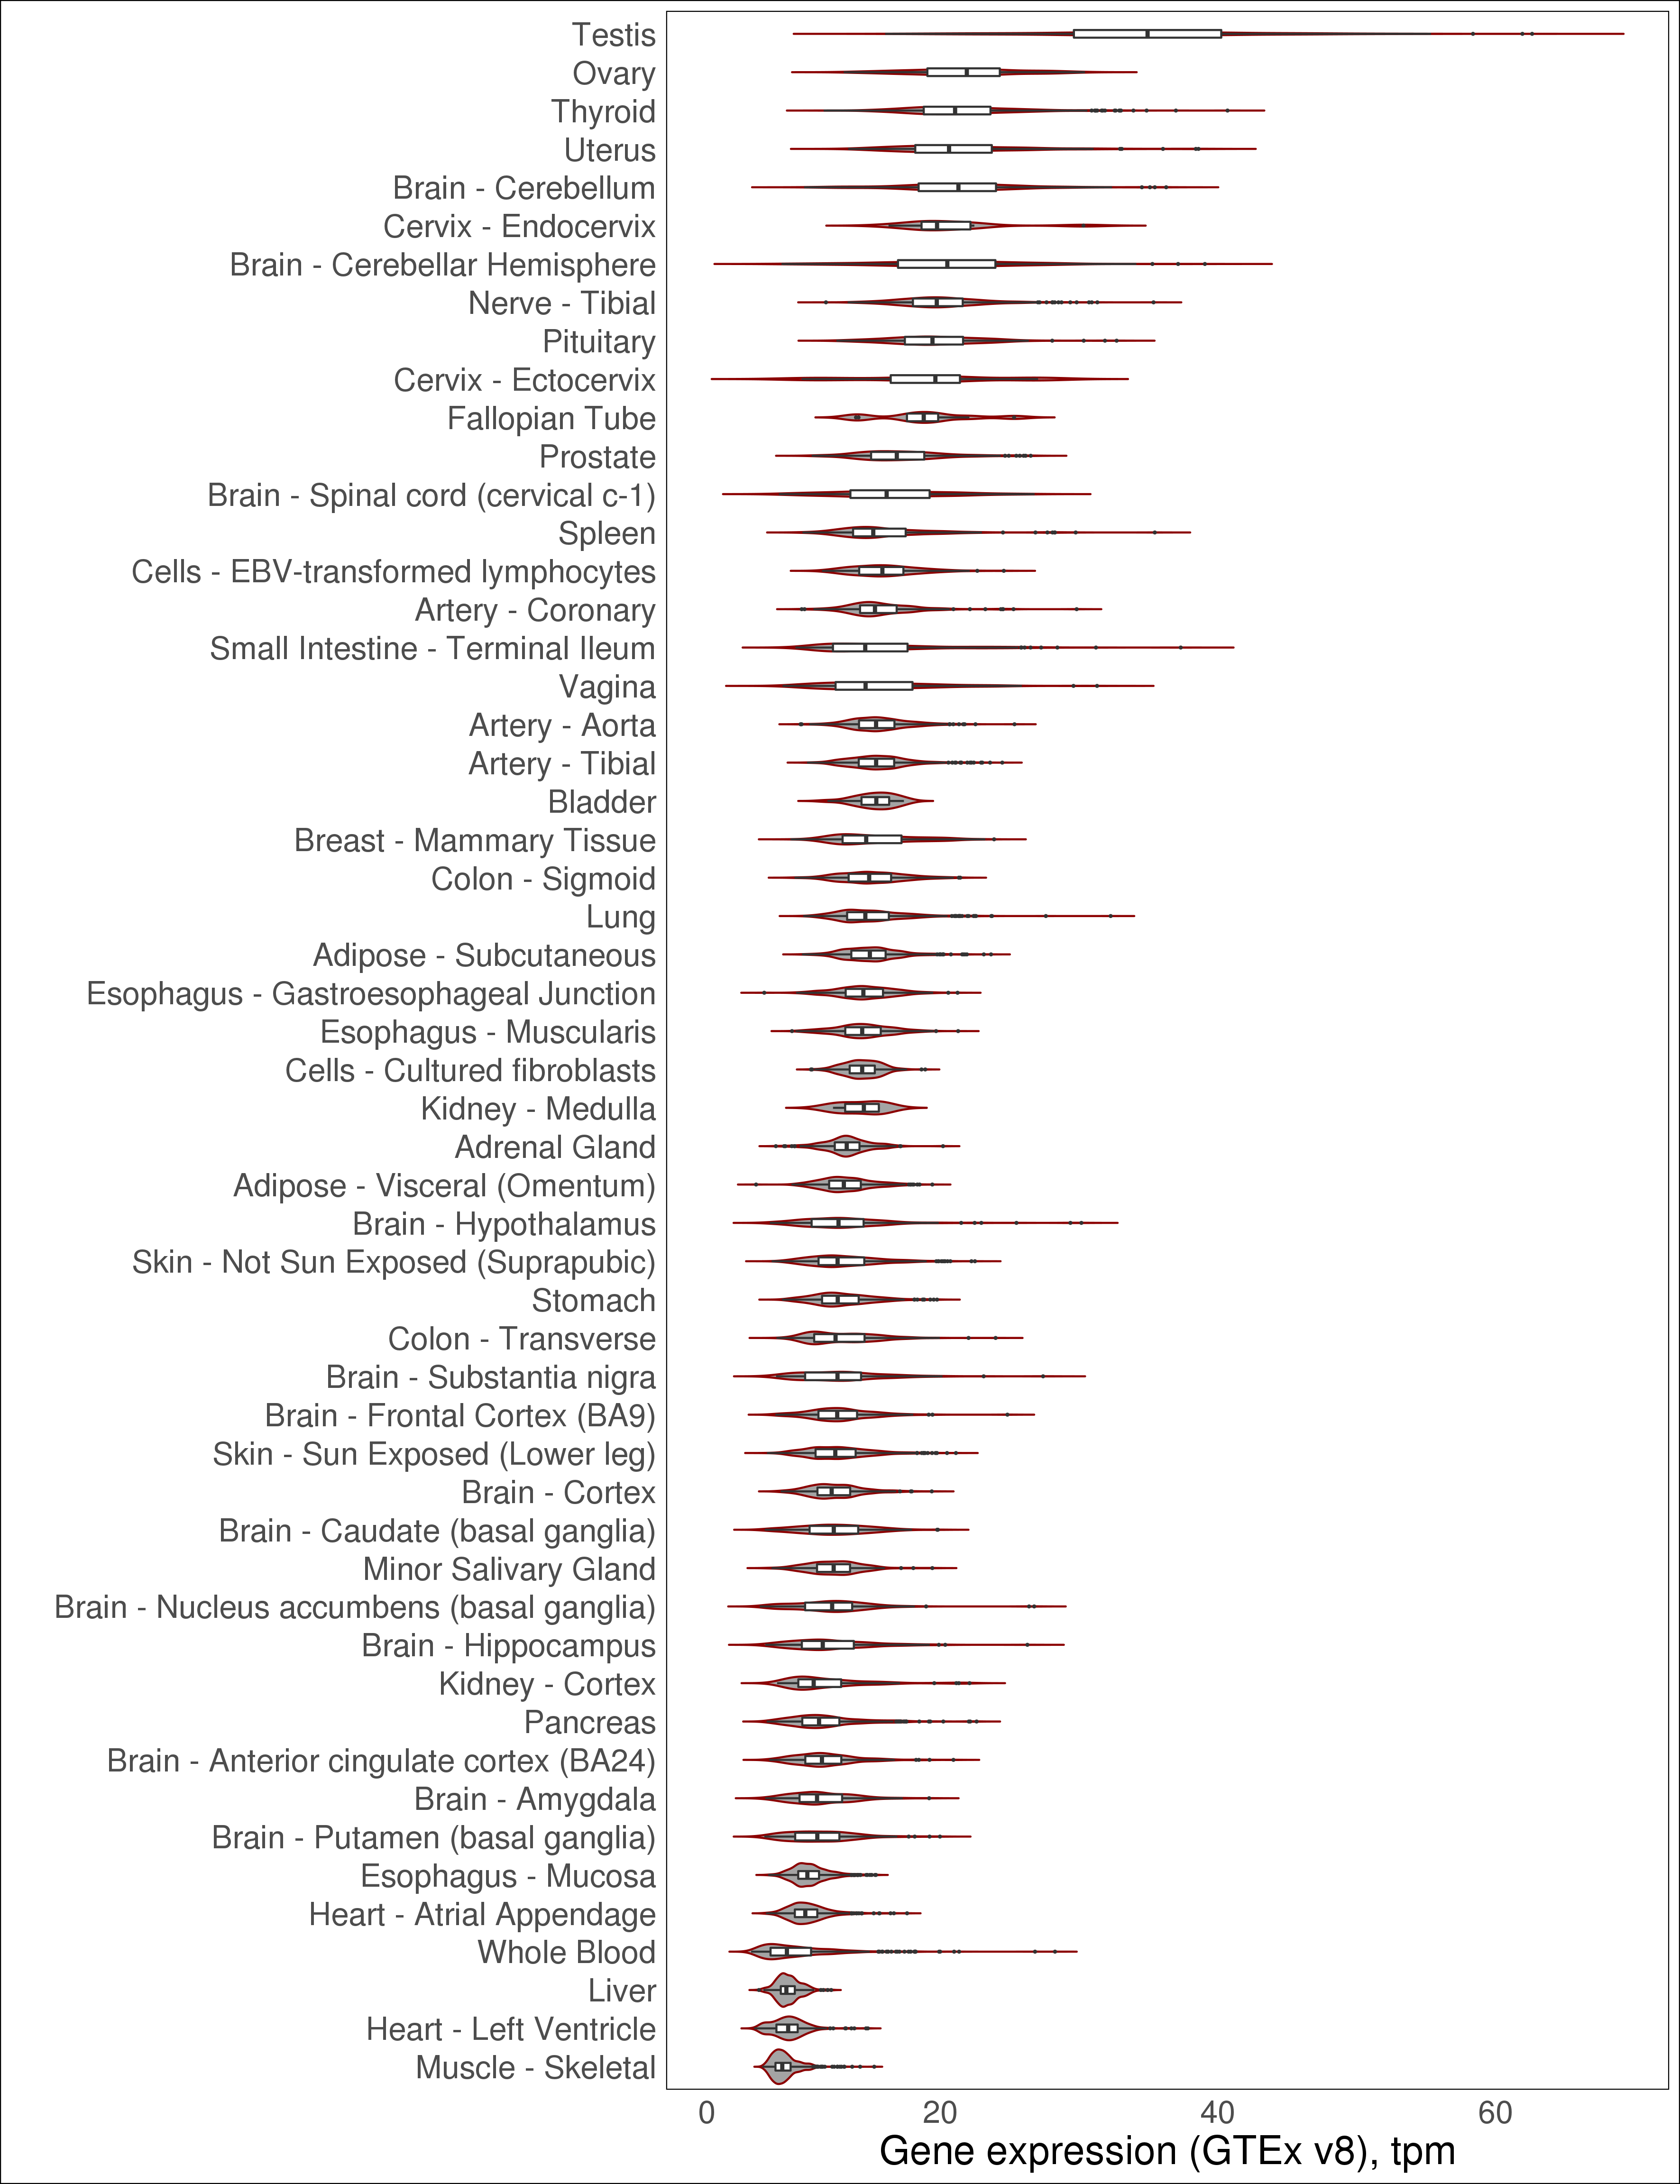 Testis
Ovary
Thyroid
Uterus
Brain - Cerebellum
Cervix - Endocervix
Brain - Cerebellar Hemisphere
Nerve - Tibial
Pituitary
Cervix - Ectocervix
Fallopian Tube
Prostate
Brain - Spinal cord (cervical c-1)
Spleen
Cells - EBV-transformed lymphocytes
Artery - Coronary
Small Intestine - Terminal Ileum
Vagina
Artery - Aorta
Artery - Tibial
Bladder
Breast - Mammary Tissue
Colon - Sigmoid
Lung
Adipose - Subcutaneous
Esophagus - Gastroesophageal Junction
Esophagus - Muscularis
Cells - Cultured fibroblasts
Kidney - Medulla
Adrenal Gland
Adipose - Visceral (Omentum)
Brain - Hypothalamus
Skin - Not Sun Exposed (Suprapubic)
Stomach
Colon - Transverse
Brain - Substantia nigra
Brain - Frontal Cortex (BA9)
Skin - Sun Exposed (Lower leg)
Brain - Cortex
Brain - Caudate (basal ganglia)
Minor Salivary Gland
Brain - Nucleus accumbens (basal ganglia)
Brain - Hippocampus
Kidney - Cortex
Pancreas
Brain - Anterior cingulate cortex (BA24)
Brain - Amygdala
Brain - Putamen (basal ganglia)
Esophagus - Mucosa
Heart - Atrial Appendage
Whole Blood
Liver
Heart - Left Ventricle
Muscle - Skeletal
0 20 40 60
Gene expression (GTEx v8), tpm